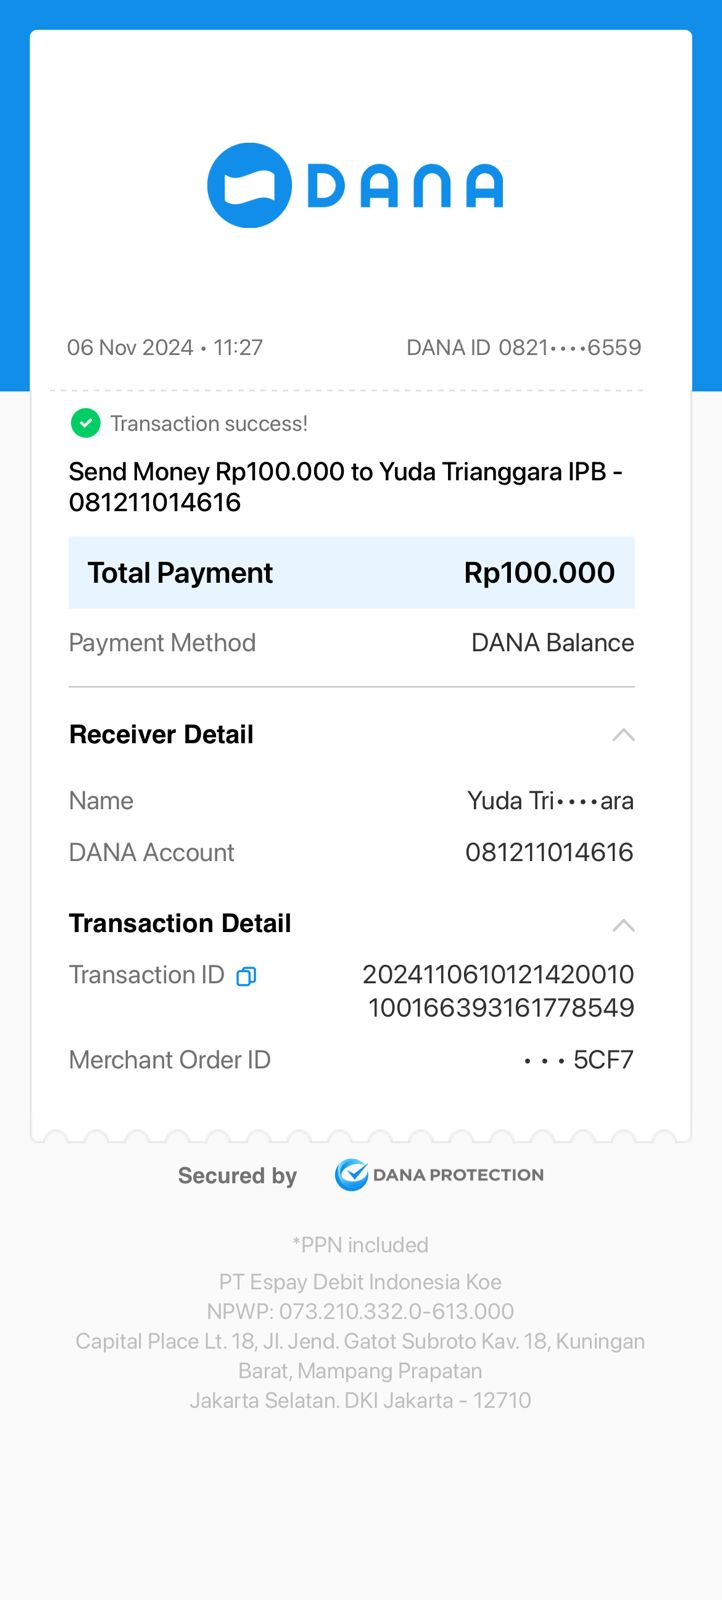 DANA
06 Nov 2024 • 11:27 DANA ID 0821••••6559
Transaction success!
Send Money Rp100.000 to Yuda Trianggara IPB -
081211014616
Total Payment Rp100.000
Payment Method DANA Balance
Receiver Detail
Name Yuda Tri••••ara
DANA Account 081211014616
Transaction Detail
Transaction ID 2024110610121420010
100166393161778549
Merchant Order ID • • • 5CF7
Secured by DANA PROTECTION
*PPN included
PT Espay Debit Indonesia Koe
NPWP: 073.210.332.0-613.000
Capital Place Lt. 18, Jl. Jend. Gatot Subroto Kav. 18, Kuningan
Barat, Mampang Prapatan
Jakarta Selatan. DKI Jakarta - 12710